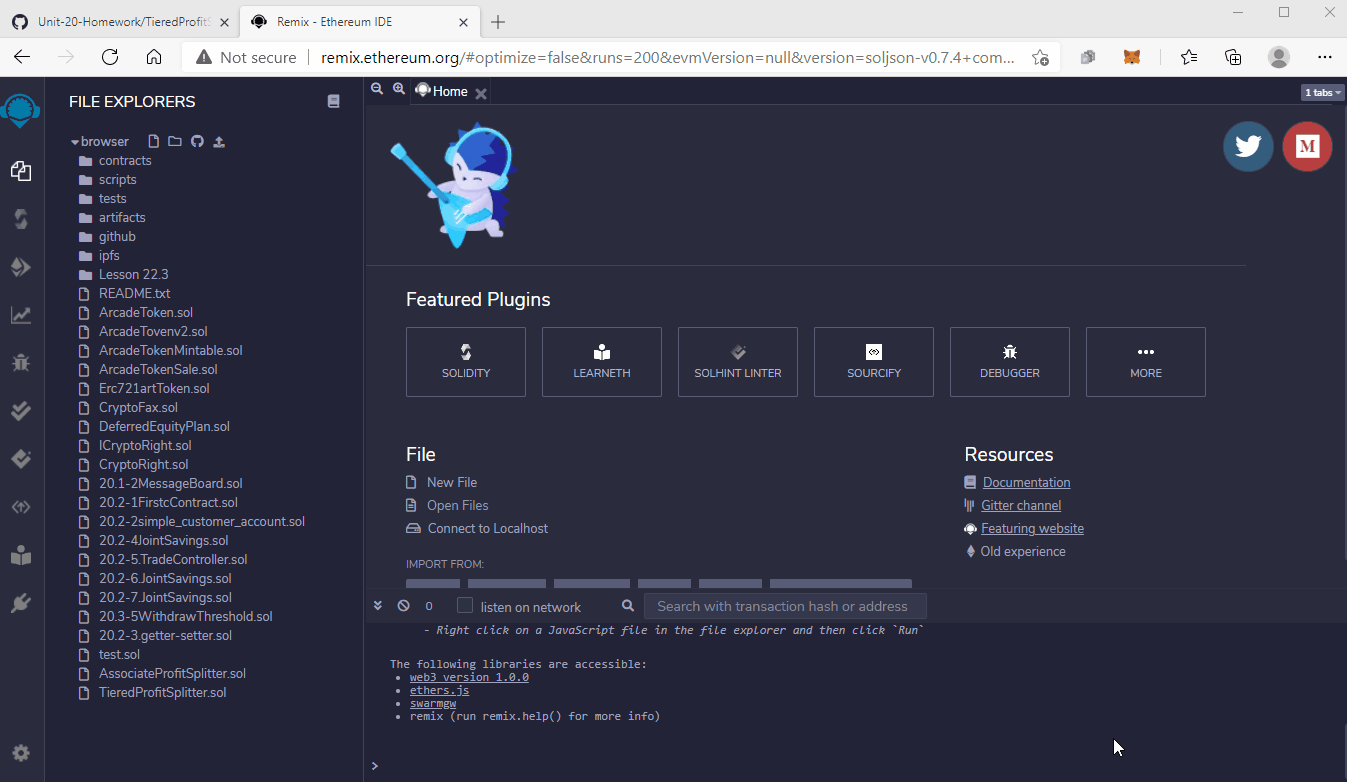 Unit-20-Homework/TieredProfitS
Remix - Ethereum IDE
Not secure
remix.ethereum.org/#optimize=false&runs=200&evmVersion=null&version=soljson-v0.7.4+com...
FILE EXPLORERS
Home
1 tabs
browser
contracts
scripts
tests
artifacts
github
ipfs
Lesson 22.3
README.txt
ArcadeToken.sol
ArcadeTovenv2.sol
ArcadeTokenMintable.sol
ArcadeTokenSale.sol
Erc721artToken.sol
CryptoFax.sol
DeferredEquityPlan.sol
ICryptoRight.sol
CryptoRight.sol
20.1-2MessageBoard.sol
20.2-1FirstcContract.sol
20.2-2simple_customer_account.sol
20.2-4JointSavings.sol
20.2-5.TradeController.sol
20.2-6.JointSavings.sol
20.2-7.JointSavings.sol
20.3-5WithdrawThreshold.sol
20.2-3.getter-setter.sol
test.sol
AssociateProfitSplitter.sol
TieredProfitSplitter.sol
M
Featured Plugins
SOLIDITY
LEARNETH
SOLHINT LINTER
SOURCIFY
DEBUGGER
MORE
File
New File
Open Files
Connect to Localhost
IMPORT FROM:
Resources
Documentation
Gitter channel
Featuring website
Old experience
0
listen on network
Search with transaction hash or address
- Right click on a JavaScript file in the file explorer and then click `Run`
The following libraries are accessible:
• web3 version 1.0.0
• ethers.js
• swarmgw
• remix (run remix.help() for more info)
>